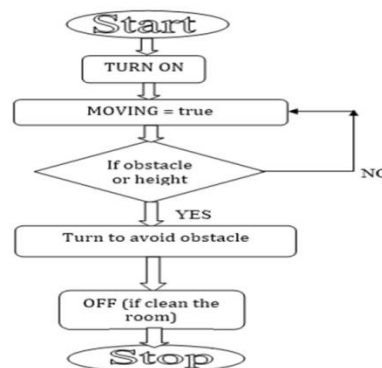 Start
TURN ON
MOVING = true
If obstacle
or height
NO
YES
Turn to avoid obstacle
OFF (if clean the
room)
Stop